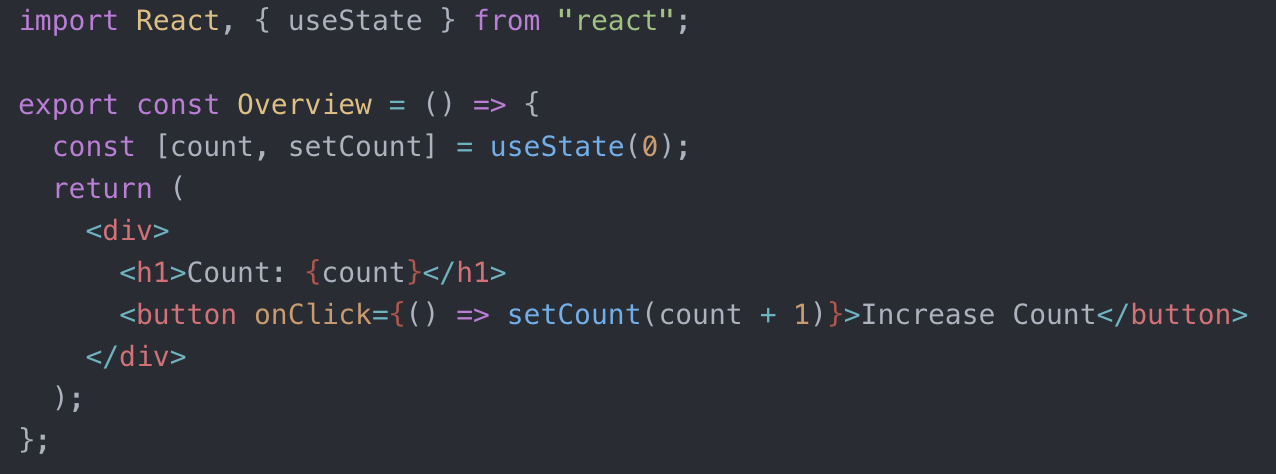 import React, { useState } from "react";

export const Overview = () => {
  const [count, setCount] = useState(0);
  return (
    <div>
      <h1>Count: {count}</h1>
      <button onClick={() => setCount(count + 1)}>Increase Count</button>
    </div>
  );
};